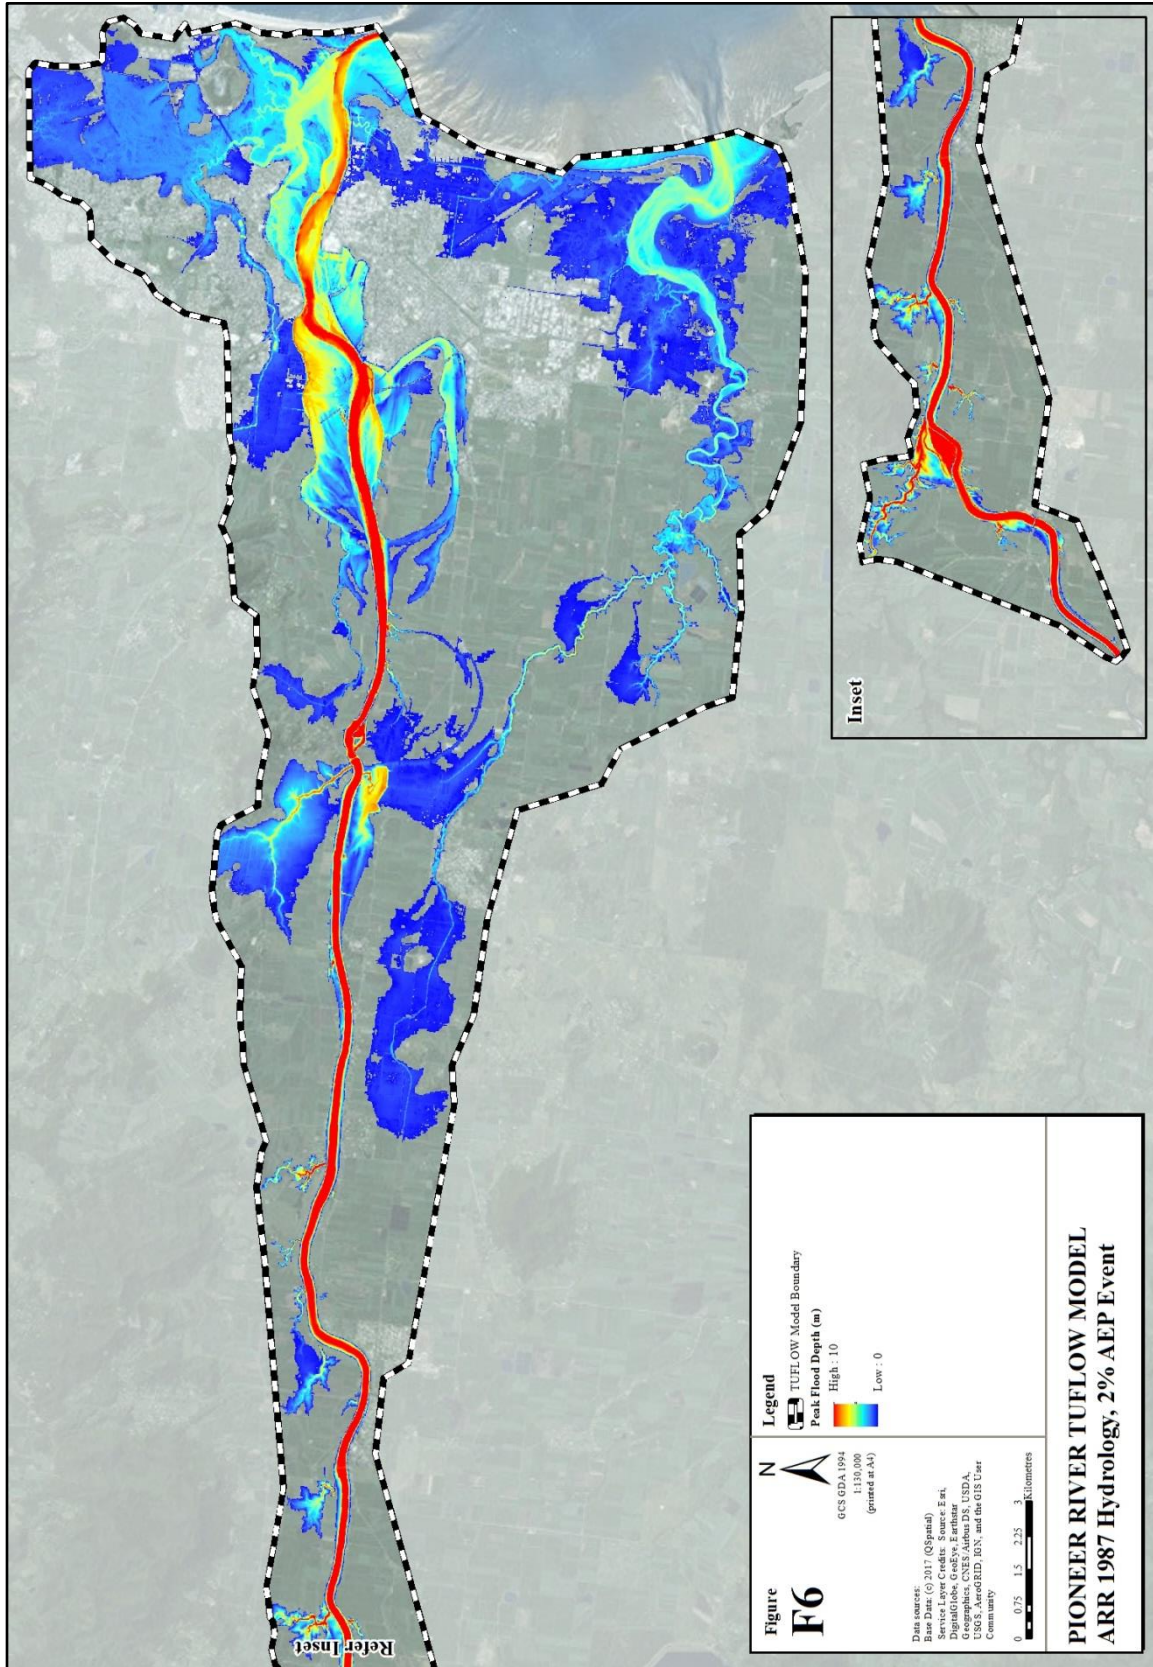 Refer Inset
Inset
Figure
F6
N
GCS GDA 1994
1:130,000
(printed at A4)
Data sources:
Base Data: (c) 2017 (QSpatial)
Service Layer Credits: Source: Esri,
DigitalGlobe, GeoEye, Earthstar
Geographics, CNES/Airbus DS, USDA,
USGS, AeroGRID, IGN, and the GIS User
Community
0 0.75 1.5 2.25 3
Kilometres
Legend
TUFLOW Model Boundary
Peak Flood Depth (m)
High : 10
Low : 0
PIONEER RIVER TUFLOW MODEL
ARR 1987 Hydrology, 2% AEP Event